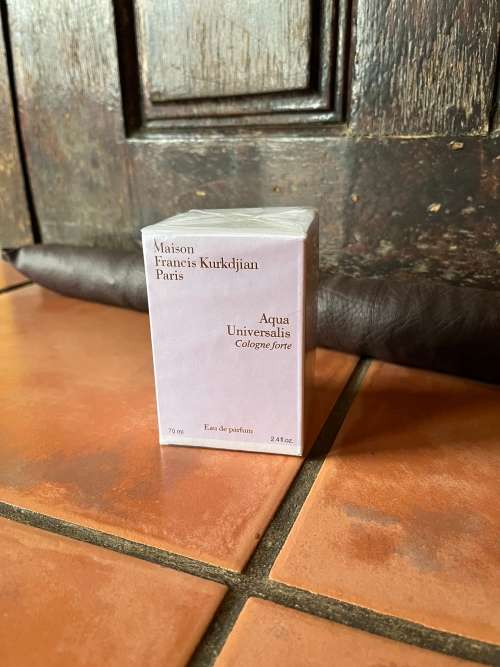 Maison
Francis Kurkdjian
Paris
Aqua
Universalis
Cologne forte
Eau de parfum
70 ml
2.4 fl.oz.